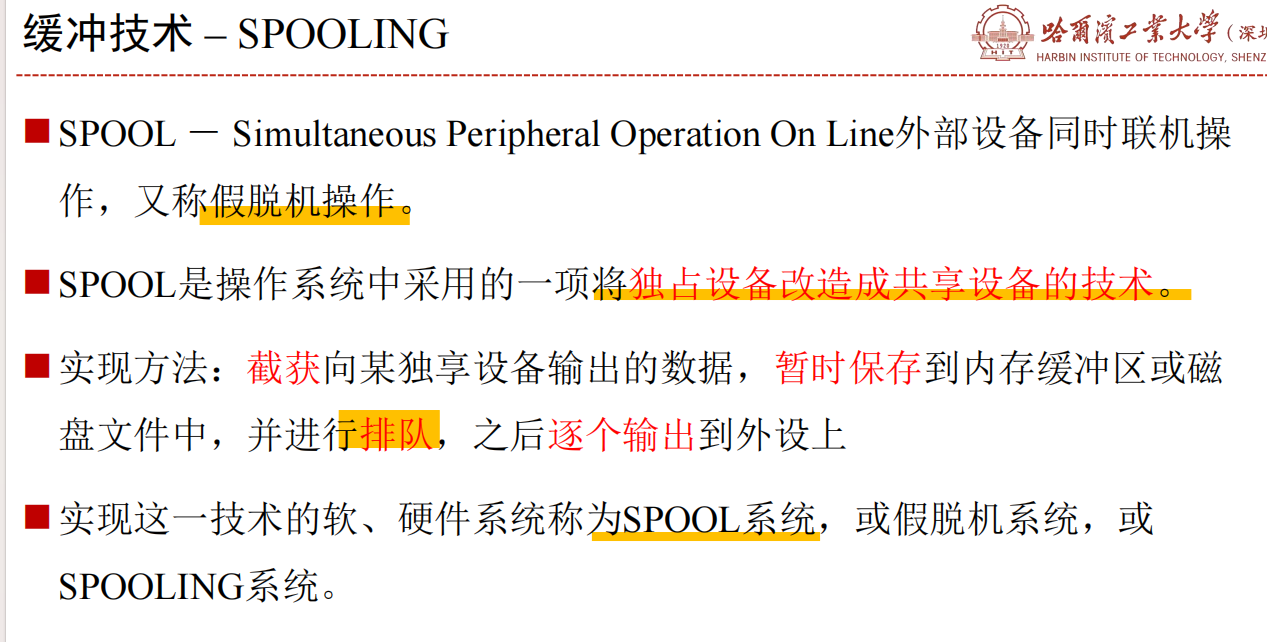 缓冲技术 – SPOOLING
哈爾濱工業大學(深圳
HARBIN INSTITUTE OF TECHNOLOGY, SHENZ
1920
HIT
SPOOL － Simultaneous Peripheral Operation On Line外部设备同时联机操
作，又称假脱机操作。
SPOOL是操作系统中采用的一项将独占设备改造成共享设备的技术。
实现方法：截获向某独享设备输出的数据，暂时保存到内存缓冲区或磁
盘文件中，并进行排队，之后逐个输出到外设上
实现这一技术的软、硬件系统称为SPOOL系统，或假脱机系统，或
SPOOLING系统。